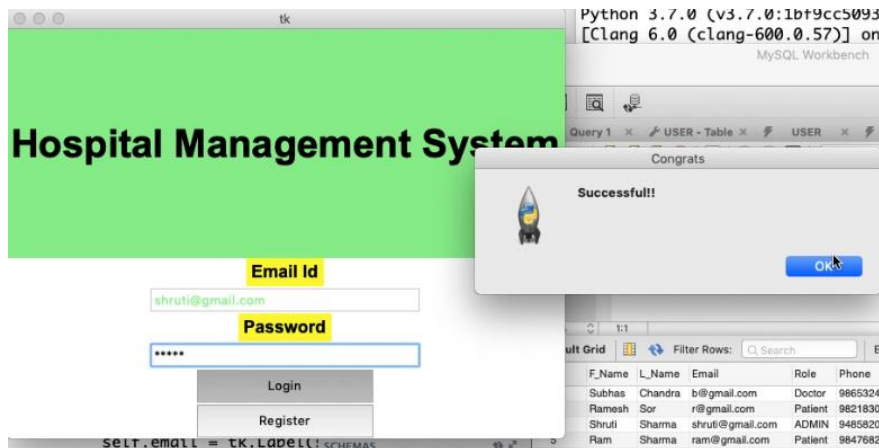 tk
Python 3.7.0 (v3.7.0:1bf9cc5093
[Clang 6.0 (clang-600.0.57)] on
MySQL Workbench
Hospital Management System
Query 1
USER - Table
USER
Congrats
Successful!!
OK
Email Id
shruti@gmail.com
Password
*****
Login
Register
1:1
ult Grid Filter Rows: Search
F_Name L_Name Email Role Phone
Subhas Chandra b@gmail.com Doctor 9865324
Ramesh Sor r@gmail.com Patient 9821830
Shruti Sharma shruti@gmail.com ADMIN 9485820
5 Ram Sharma ram@gmail.com Patient 9847682
self.email = tk.Label(
SCHEMAS